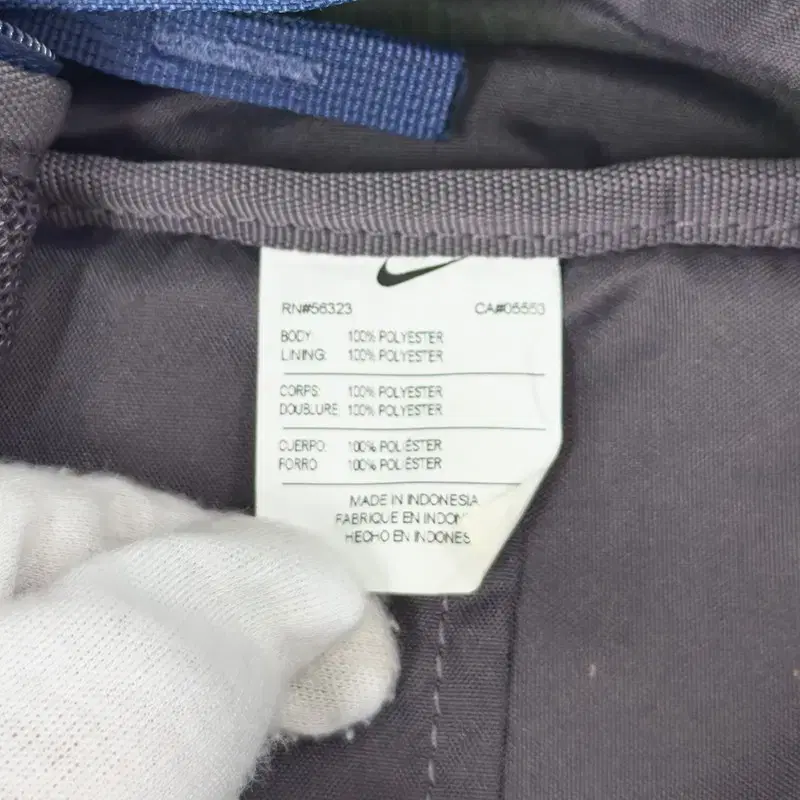 RN#56323 CA#05553
BODY: 100% POLYESTER
LINING: 100% POLYESTER
CORPS: 100% POLYESTER
DOUBLURE: 100% POLYESTER
CUERPO: 100% POLIÉSTER
FORRO 100% POLIÉSTER
MADE IN INDONESIA
FABRIQUE EN INDON
HECHO EN INDONES